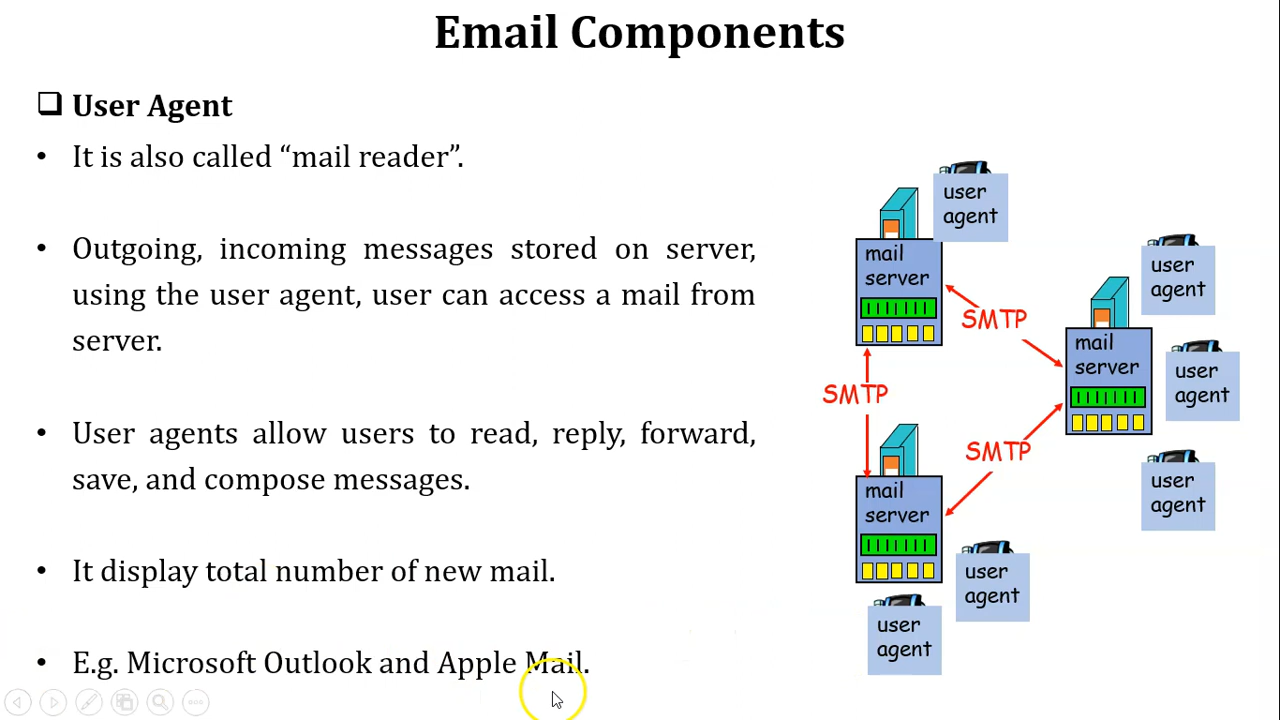 Email Components
❑ User Agent
• It is also called “mail reader”.
• Outgoing, incoming messages stored on server,
using the user agent, user can access a mail from
server.
• User agents allow users to read, reply, forward,
save, and compose messages.
• It display total number of new mail.
• E.g. Microsoft Outlook and Apple Mail.
user
agent
mail
server
SMTP
user
agent
mail
server
user
agent
SMTP
SMTP
user
agent
mail
server
user
agent
user
agent